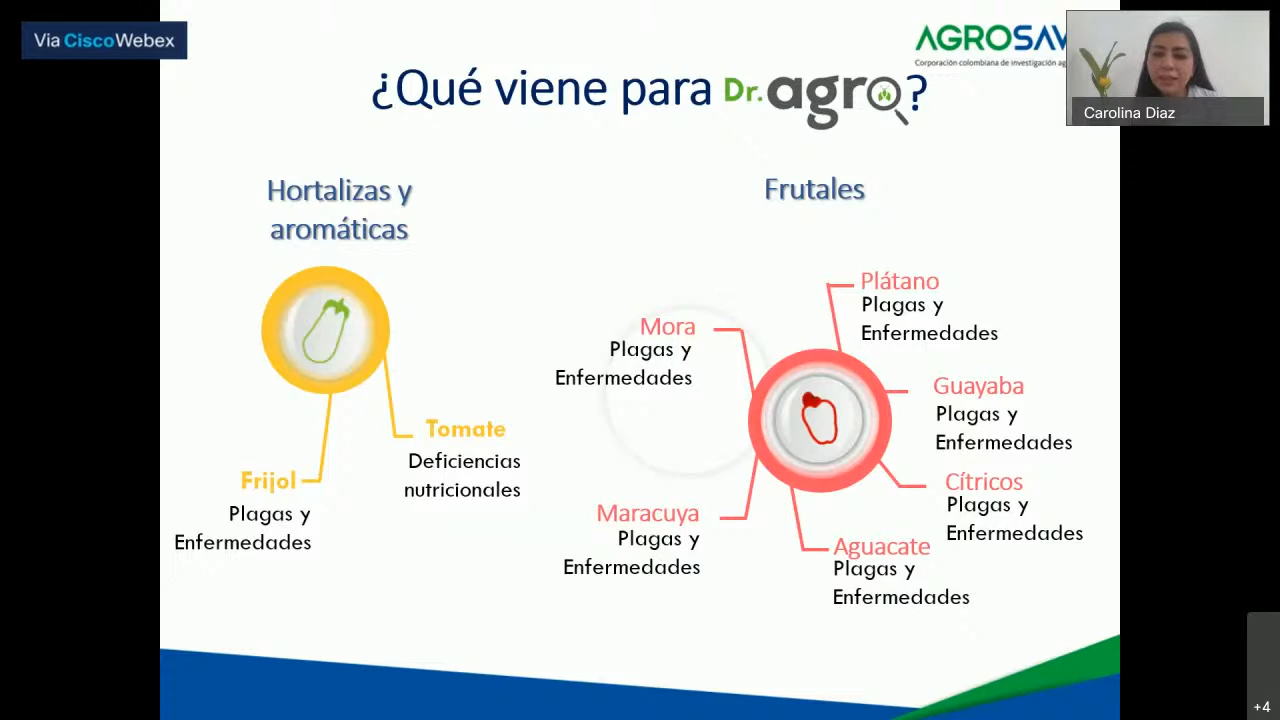 Vía CiscoWebex
AGROSAV
Corporación colombiana de investigación ag
Carolina Diaz
¿Qué viene para Dr.agro?
Hortalizas y
aromáticas
Frijol
Plagas y
Enfermedades
Tomate
Deficiencias
nutricionales
Frutales
Mora
Plagas y
Enfermedades
Maracuya
Plagas y
Enfermedades
Plátano
Plagas y
Enfermedades
Guayaba
Plagas y
Enfermedades
Cítricos
Plagas y
Enfermedades
Aguacate
Plagas y
Enfermedades
+4